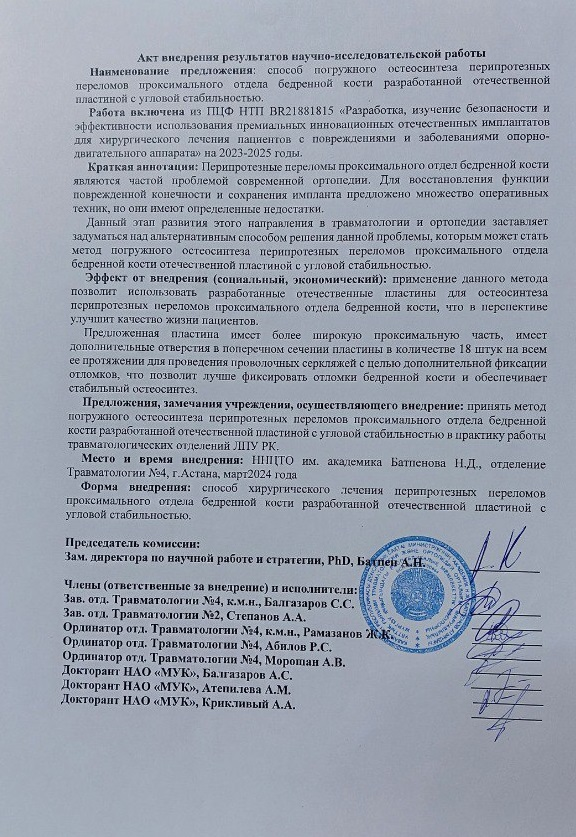 Акт внедрения результатов научно-исследовательской работы
Наименование предложения: способ погружного остеосинтеза перипротезных
переломов проксимального отдела бедренной кости разработанной отечественной
пластиной с угловой стабильностью.
Работа включена из ПЦФ НТП BR21881815 «Разработка, изучение безопасности и
эффективности использования премиальных инновационных отечественных имплантатов
для хирургического лечения пациентов с повреждениями и заболеваниями опорно-
двигательного аппарата» на 2023-2025 годы.
Краткая аннотация: Перипротезные переломы проксимального отдел бедренной кости
являются частой проблемой современной ортопедии. Для восстановления функции
поврежденной конечности и сохранения импланта предложено множество оперативных
техник, но они имеют определенные недостатки.
Данный этап развития этого направления в травматологии и ортопедии заставляет
задуматься над альтернативным способом решения данной проблемы, которым может стать
метод погружного остеосинтеза перипротезных переломов проксимального отдела
бедренной кости отечественной пластиной с угловой стабильностью.
Эффект от внедрения (социальный, экономический): применение данного метода
позволит использовать разработанные отечественные пластины для остеосинтеза
перипротезных переломов проксимального отдела бедренной кости, что в перспективе
улучшит качество жизни пациентов.
Предложенная пластина имеет более широкую проксимальную часть, имеет
дополнительные отверстия в поперечном сечении пластины в количестве 18 штук на всем
ее протяжении для проведения проволочных серкляжей с целью дополнительной фиксации
отломков, что позволит лучше фиксировать отломки бедренной кости и обеспечивает
стабильный остеосинтез.
Предложения, замечания учреждения, осуществляющего внедрение: принять метод
погружного остеосинтеза перипротезных переломов проксимального отдела бедренной
кости разработанной отечественной пластиной с угловой стабильностью в практику работы
травматологических отделений ЛПУ РК.
Место и время внедрения: ННЦТО им. академика Батпенова Н.Д., отделение
Травматологии №4, г.Астана, март2024 года
Форма внедрения: способ хирургического лечения перипротезных переломов
проксимального отдела бедренной кости разработанной отечественной пластиной с
угловой стабильностью.
Председатель комиссии:
Зам. директора по научной работе и стратегии, PhD, Батпен А.Н.
Члены (ответственные за внедрение) и исполнители:
Зав. отд. Травматологии №4, к.м.н., Балгазаров С.С.
Зав. отд. Травматологии №2, Степанов А.А.
Ординатор отд. Травматологии №4, к.м.н., Рамазанов Ж.К.
Ординатор отд. Травматологии №4, Абилов Р.С.
Ординатор отд. Травматологии №4, Морошан А.В.
Докторант НАО «МУК», Балгазаров А.С.
Докторант НАО «МУК», Атепилева А.М.
Докторант НАО «МУК», Крикливый А.А.